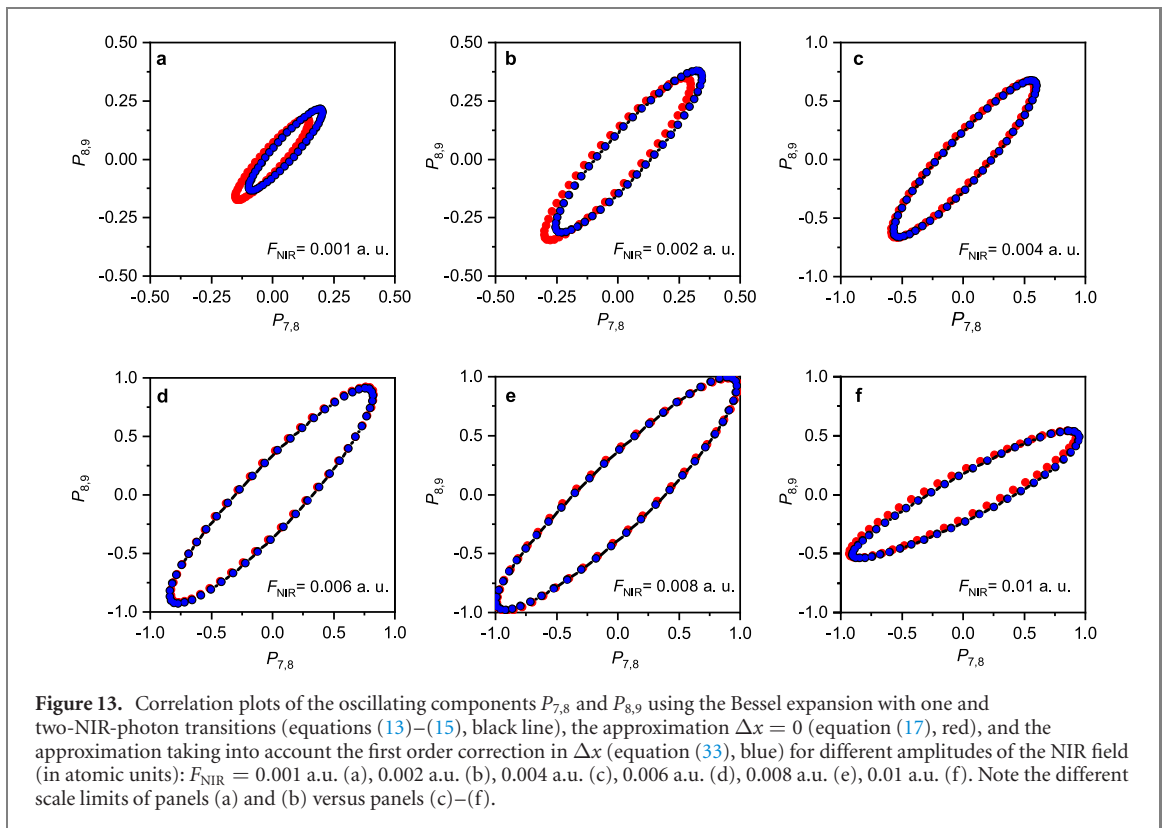 a
0.50
0.25
0.00
-0.25
-0.50
P8,9
-0.50 -0.25 0.00 0.25 0.50
P7,8
FNIR= 0.001 a. u.
b
0.50
0.25
0.00
-0.25
-0.50
P8,9
-0.50 -0.25 0.00 0.25 0.50
P7,8
FNIR= 0.002 a. u.
c
1.0
0.5
0.0
-0.5
-1.0
P8,9
-1.0 -0.5 0.0 0.5 1.0
P7,8
FNIR= 0.004 a. u.
d
1.0
0.5
0.0
-0.5
-1.0
P8,9
-1.0 -0.5 0.0 0.5 1.0
P7,8
FNIR= 0.006 a. u.
e
1.0
0.5
0.0
-0.5
-1.0
P8,9
-1.0 -0.5 0.0 0.5 1.0
P7,8
FNIR= 0.008 a. u.
f
1.0
0.5
0.0
-0.5
-1.0
P8,9
-1.0 -0.5 0.0 0.5 1.0
P7,8
FNIR= 0.01 a. u.
Figure 13. Correlation plots of the oscillating components P7,8 and P8,9 using the Bessel expansion with one and
two-NIR-photon transitions (equations (13)–(15), black line), the approximation Δx = 0 (equation (17), red), and the
approximation taking into account the first order correction in Δx (equation (33), blue) for different amplitudes of the NIR field
(in atomic units): FNIR = 0.001 a.u. (a), 0.002 a.u. (b), 0.004 a.u. (c), 0.006 a.u. (d), 0.008 a.u. (e), 0.01 a.u. (f). Note the different
scale limits of panels (a) and (b) versus panels (c)–(f).